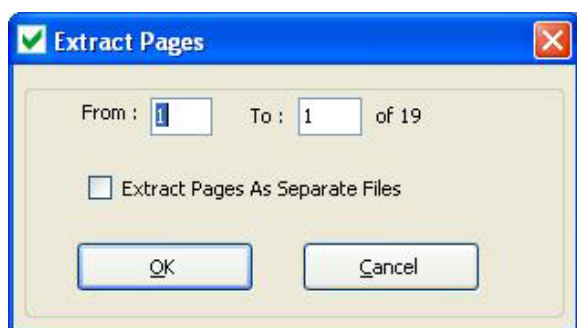 Extract Pages
From : 1 To : 1 of 19
Extract Pages As Separate Files
OK Cancel